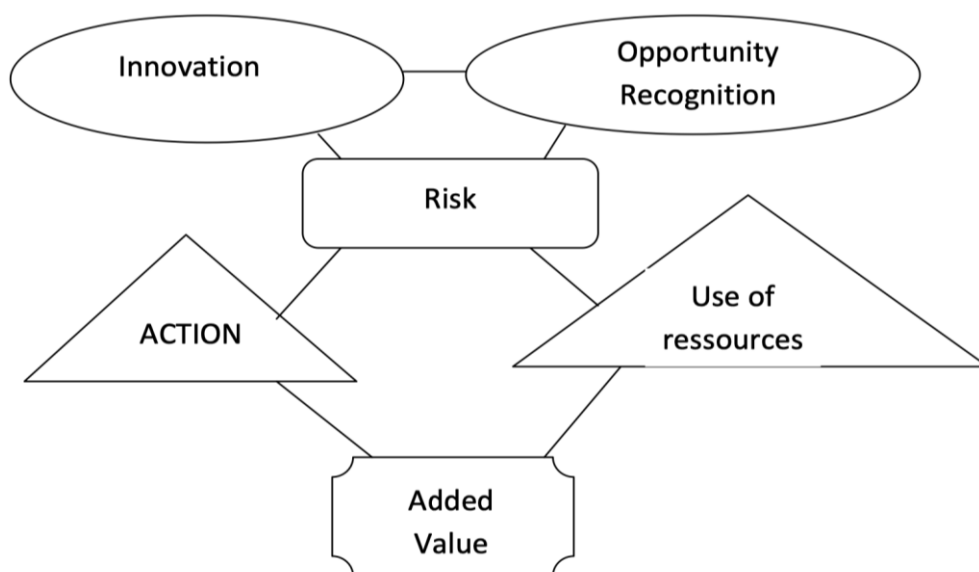 Innovation
Opportunity
Recognition
Risk
ACTION
Use of
ressources
Added
Value